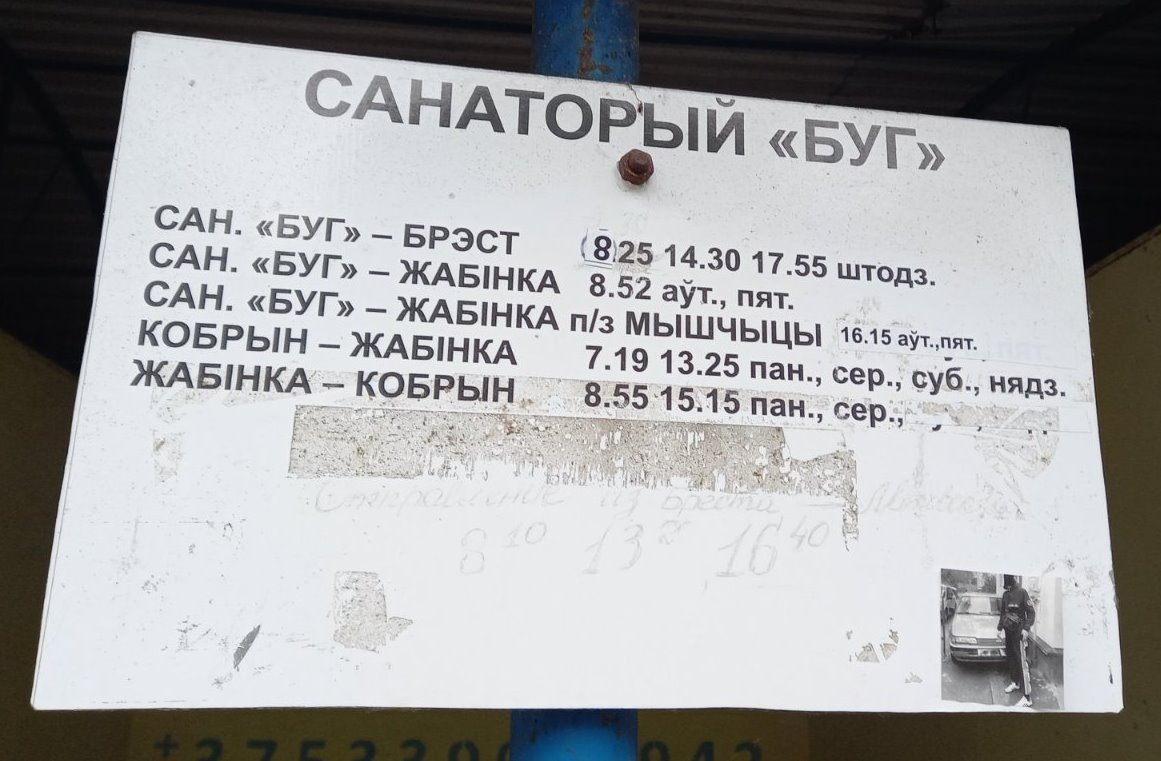 САНАТОРЫЙ «БУГ»
САН. «БУГ» – БРЭСТ 8.25 14.30 17.55 штодз.
САН. «БУГ» – ЖАБІНКА 8.52 аўт., пят.
САН. «БУГ» – ЖАБІНКА п/з МЫШЧЫЦЫ 16.15 аўт.,пят.
КОБРЫН – ЖАБІНКА 7.19 13.25 пан., сер., суб., нядз.
ЖАБІНКА – КОБРЫН 8.55 15.15 пан., сер.,
Отправление из Бреста –
8 10 13 16 40